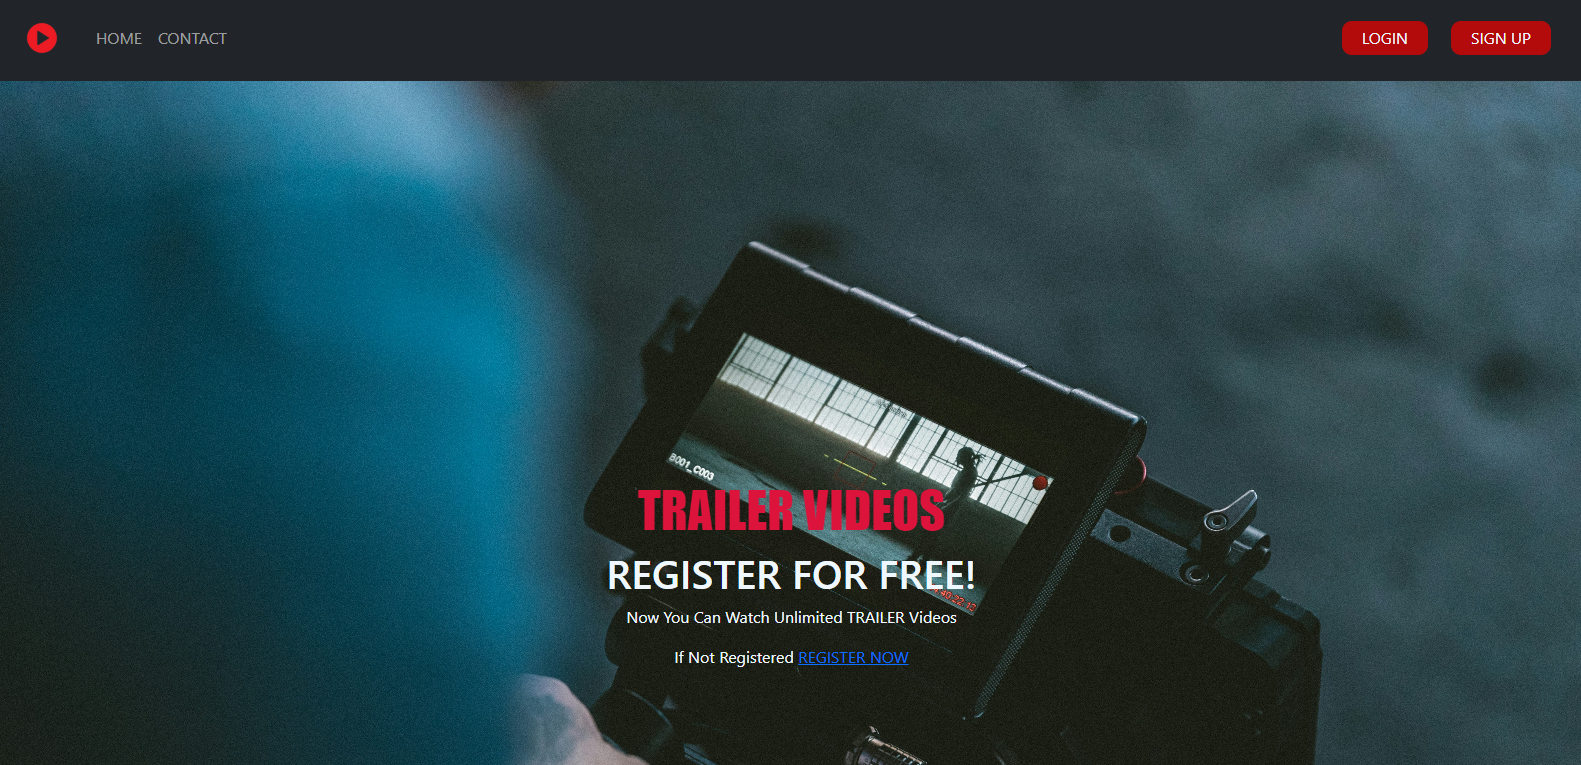 HOME CONTACT LOGIN SIGN UP
B001_C003
TRAILER VIDEOS
REGISTER FOR FREE!
Now You Can Watch Unlimited TRAILER Videos
If Not Registered REGISTER NOW